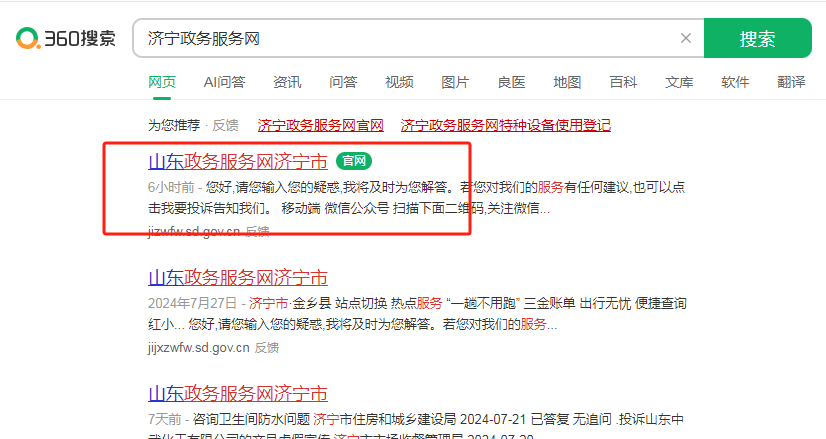 360搜索
济宁政务服务网
×
搜索
网页 AI问答 资讯 问答 视频 图片 良医 地图 百科 文库 软件 翻译
为您推荐 · 反馈 济宁政务服务网官网 济宁政务服务网特种设备使用登记
山东政务服务网济宁市 官网
6小时前 - 您好,请您输入您的疑惑,我将及时为您解答。若您对我们的服务有任何建议,也可以点
击我要投诉告知我们。 移动端 微信公众号 扫描下面二维码,关注微信...
jizwfw.sd.gov.cn 反馈
山东政务服务网济宁市
2024年7月27日 - 济宁市·金乡县 站点切换 热点服务 “一趟不用跑” 三金账单 出行无忧 便捷查询
红小... 您好,请您输入您的疑惑,我将及时为您解答。若您对我们的服务...
jijxzwfw.sd.gov.cn 反馈
山东政务服务网济宁市
7天前 - 咨询卫生间防水问题 济宁市住房和城乡建设局 2024-07-21 已答复 无追问 .投诉山东中
济宁市市场监督管理局 2024-07-20